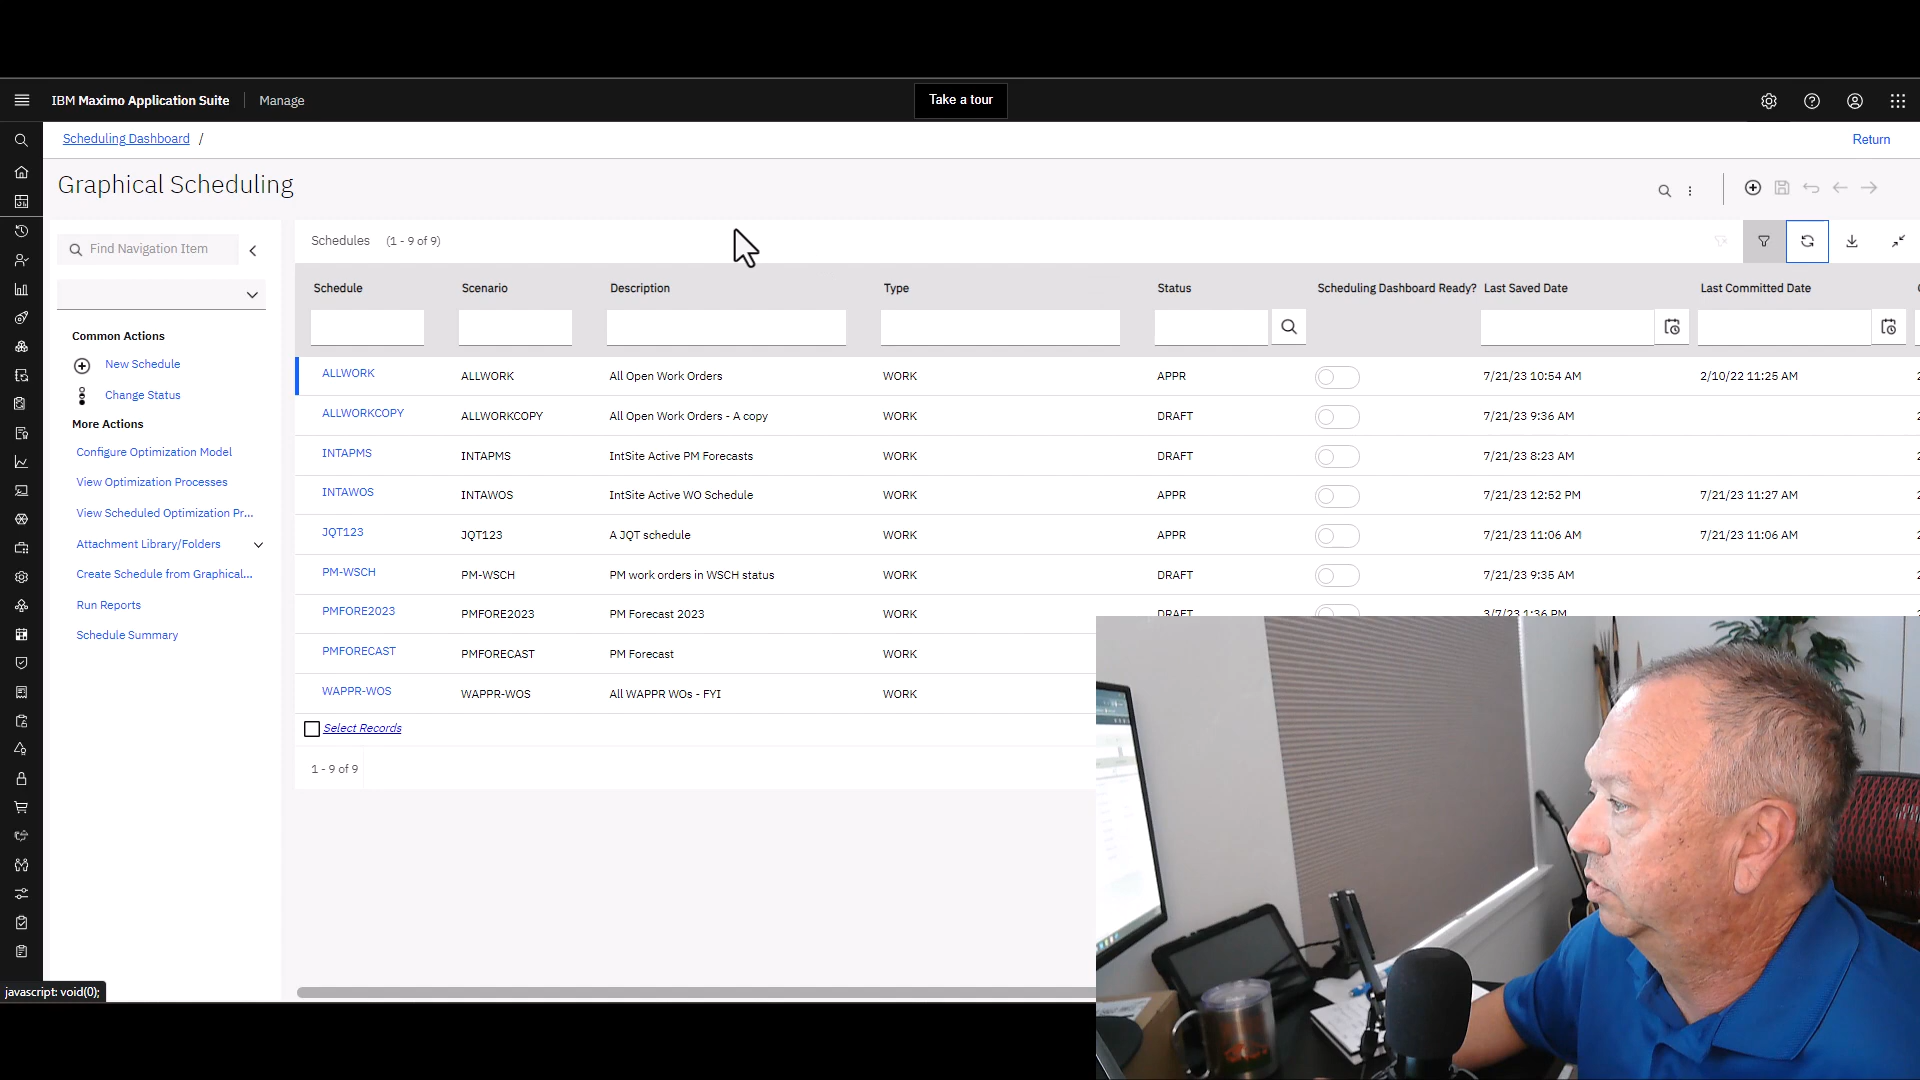 IBM Maximo Application Suite Manage Take a tour
Scheduling Dashboard / Return
Graphical Scheduling
Find Navigation Item
Common Actions
New Schedule
Change Status
More Actions
Configure Optimization Model
View Optimization Processes
View Scheduled Optimization Pr...
Attachment Library/Folders
Create Schedule from Graphical...
Run Reports
Schedule Summary
Schedules (1 - 9 of 9)
Schedule Scenario Description Type Status Scheduling Dashboard Ready? Last Saved Date Last Committed Date
ALLWORK ALLWORK All Open Work Orders WORK APPR 7/21/23 10:54 AM 2/10/22 11:25 AM
ALLWORKCOPY ALLWORKCOPY All Open Work Orders - A copy WORK DRAFT 7/21/23 9:36 AM
INTAPMS INTAPMS IntSite Active PM Forecasts WORK DRAFT 7/21/23 8:23 AM
INTAWOS INTAWOS IntSite Active WO Schedule WORK APPR 7/21/23 12:52 PM 7/21/23 11:27 AM
JQT123 JQT123 A JQT schedule WORK APPR 7/21/23 11:06 AM 7/21/23 11:06 AM
PM-WSCH PM-WSCH PM work orders in WSCH status WORK DRAFT 7/21/23 9:35 AM
PMFORE2023 PMFORE2023 PM Forecast 2023 WORK DRAFT 3/7/23 1:36 PM
PMFORECAST PMFORECAST PM Forecast WORK
WAPPR-WOS WAPPR-WOS All WAPPR WOs - FYI WORK
Select Records
1 - 9 of 9
javascript: void(0);